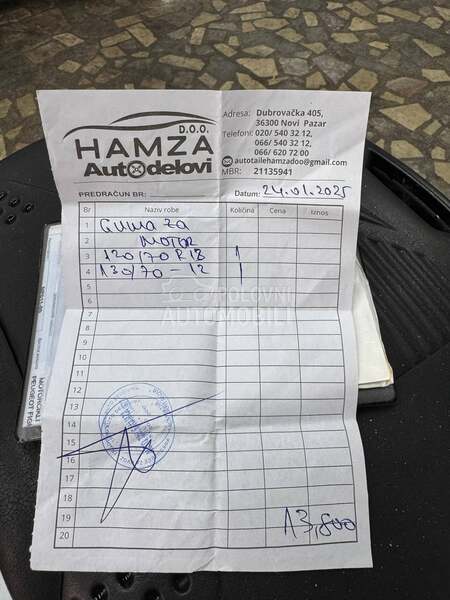 D.O.O.
HAMZA
Autodelovi
Adresa: Dubrovačka 405,
36300 Novi Pazar
Telefoni: 020/ 540 32 12,
066/ 540 32 12,
066/ 620 72 00
autotailehamzadoo@gmail.com
MBR: 21135941
PREDRAČUN BR:
Datum: 24.01.2025
Br Naziv robe Količina Cena Iznos
1 GUMA ZA
2 MOTOR
3 120/70 R13 1
4 130/70-12 1
5
POLOVNI
AUTOMOBILI
7
8
9
10
11
12
13
14
15
16
17
18
19
20
13,800